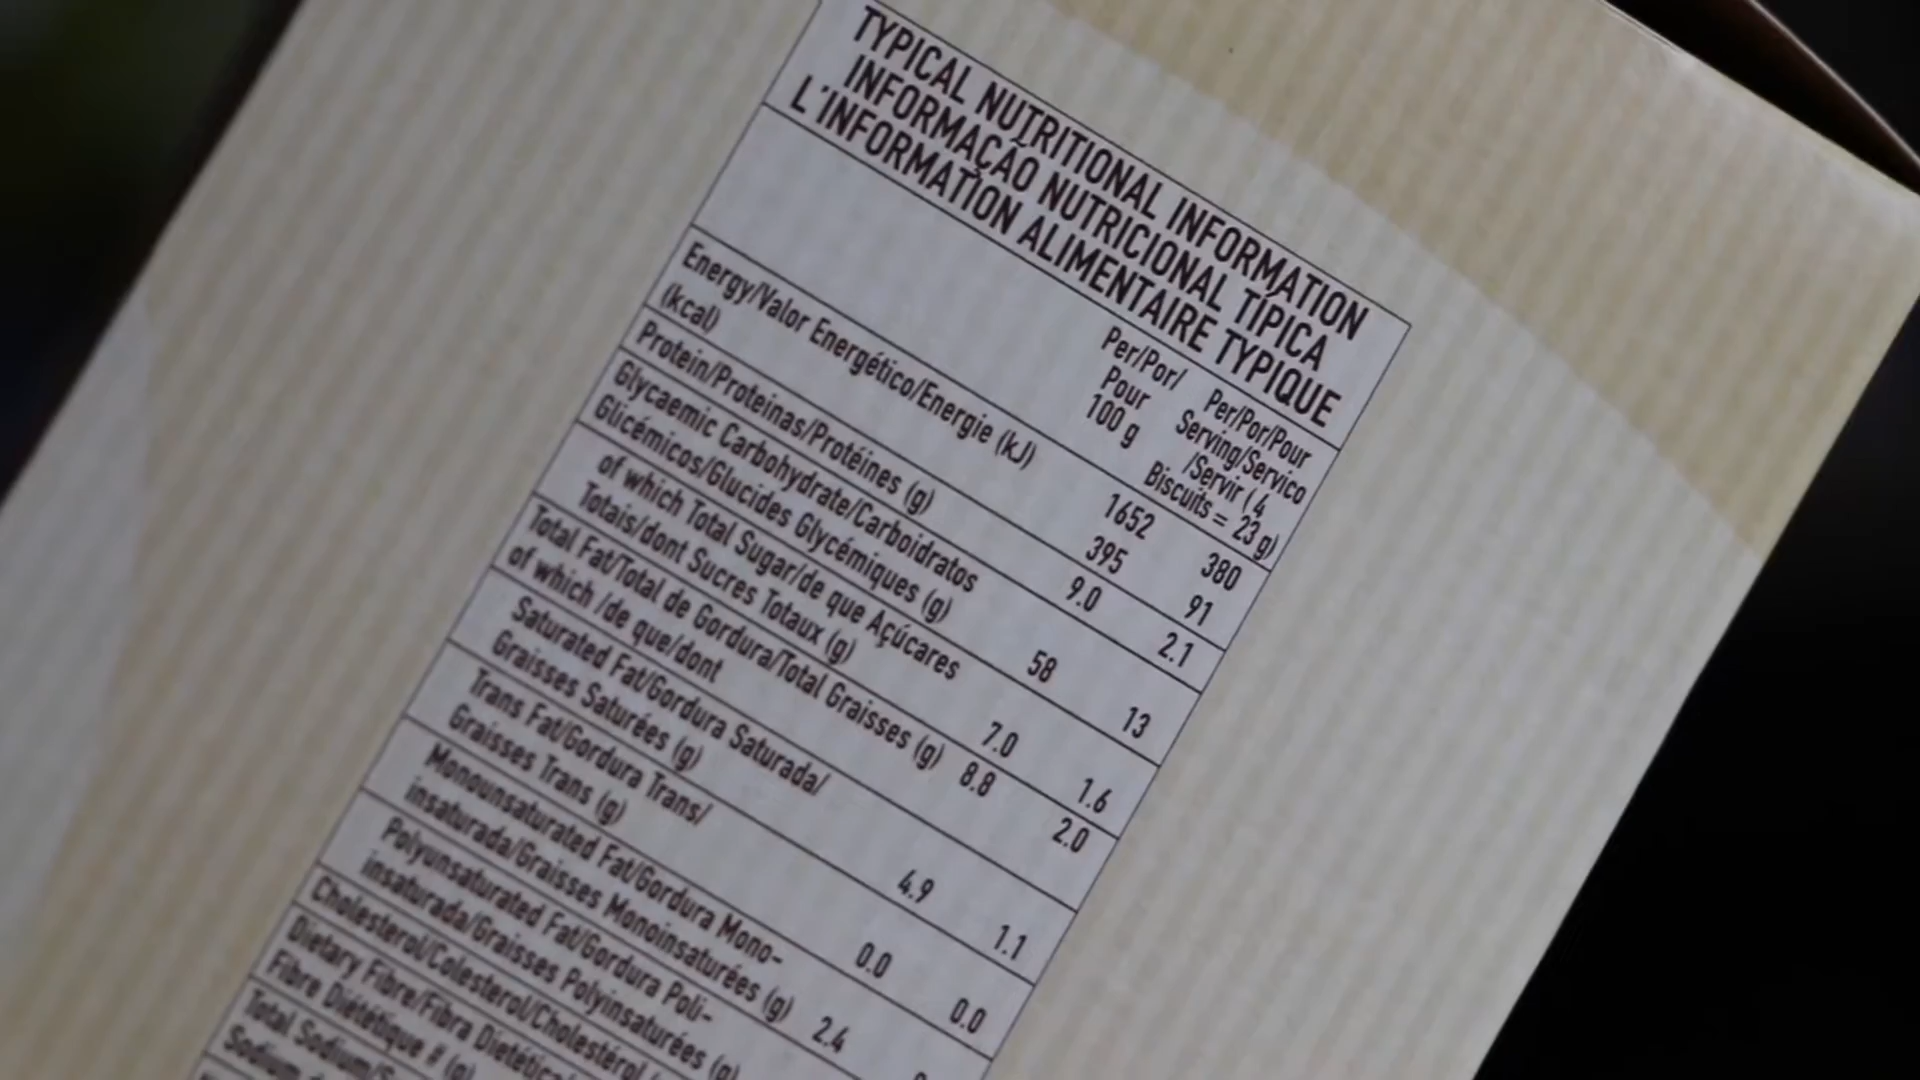 TYPICAL NUTRITIONAL INFORMATION
INFORMAÇÃO NUTRICIONAL TÍPICA
L'INFORMATION ALIMENTAIRE TYPIQUE
Per/Por/
Pour
100 g
Per/Por/Pour
Serving/Servico
/Servir (4
Biscuits = 23 g)
Energy/Valor Energético/Energie (kJ) 1652 380
(kcal) 395 91
Protein/Proteinas/Protéines (g) 9.0 2.1
Glycaemic Carbohydrate/Carboidratos
Glicémicos/Glucides Glycémiques (g) 58 13
of which Total Sugar/de que Açúcares
Totais/dont Sucres Totaux (g) 7.0 1.6
Total Fat/Total de Gordura/Total Graisses (g) 8.8 2.0
of which /de que/dont
Saturated Fat/Gordura Saturada/
Graisses Saturées (g) 4.9 1.1
Trans Fat/Gordura Trans/
Graisses Trans (g) 0.0 0.0
Monounsaturated Fat/Gordura Mono-
insaturada/Graisses Monoinsaturées (g) 2.4
Polyunsaturated Fat/Gordura Poli-
insaturada/Graisses Polyinsaturées (g)
Cholesterol/Colesterol/Cholestérol
Dietary Fibre/Fibra Dietética/
Fibre Diététique # (g)
Total Sodium/
Sodium